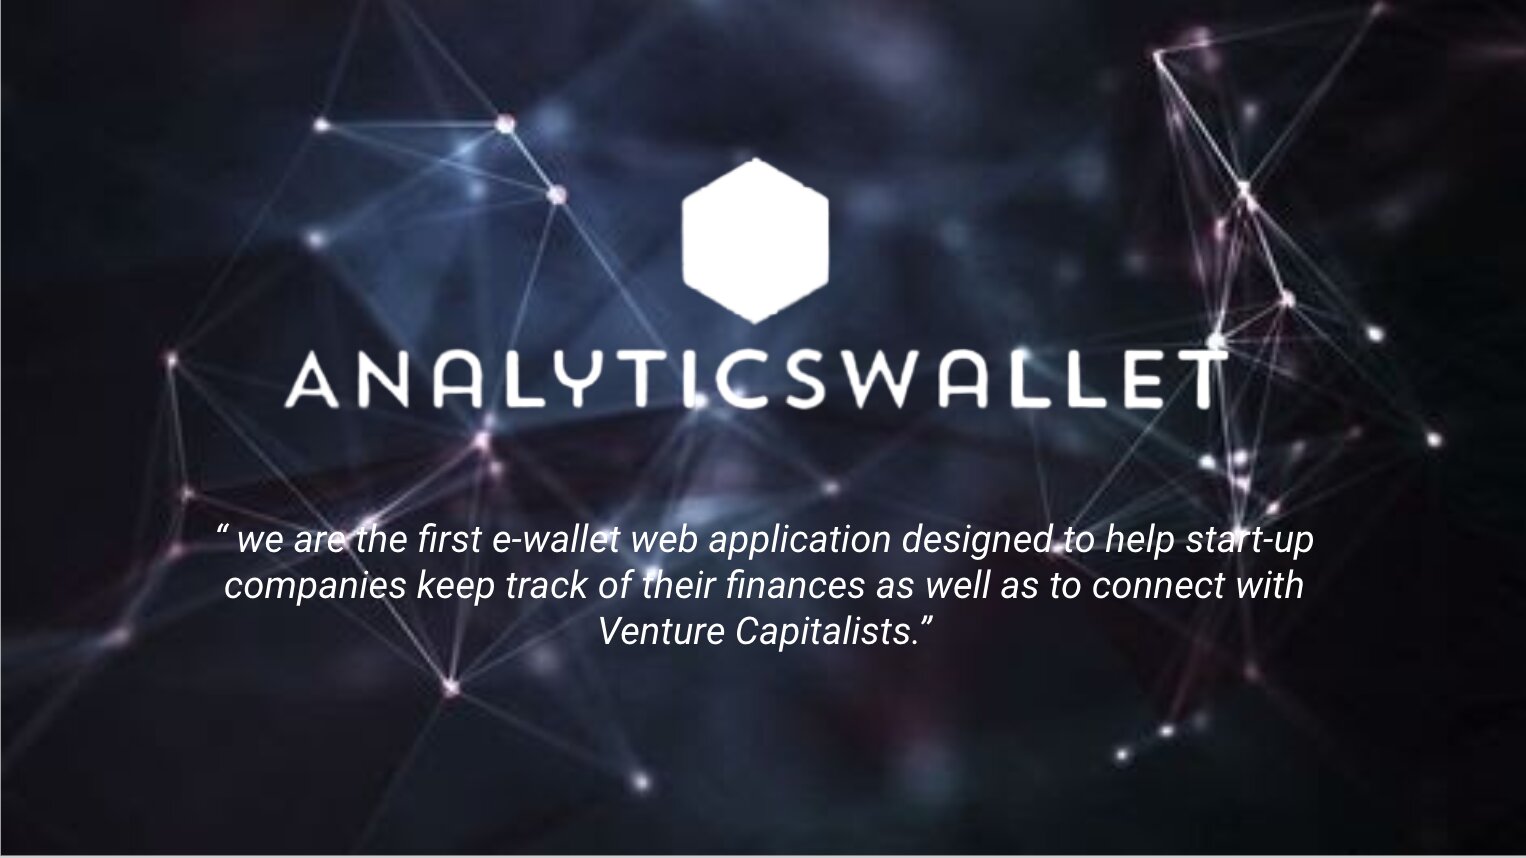 ANALYTICSWALLET
“ we are the first e-wallet web application designed to help start-up
companies keep track of their finances as well as to connect with
Venture Capitalists.”